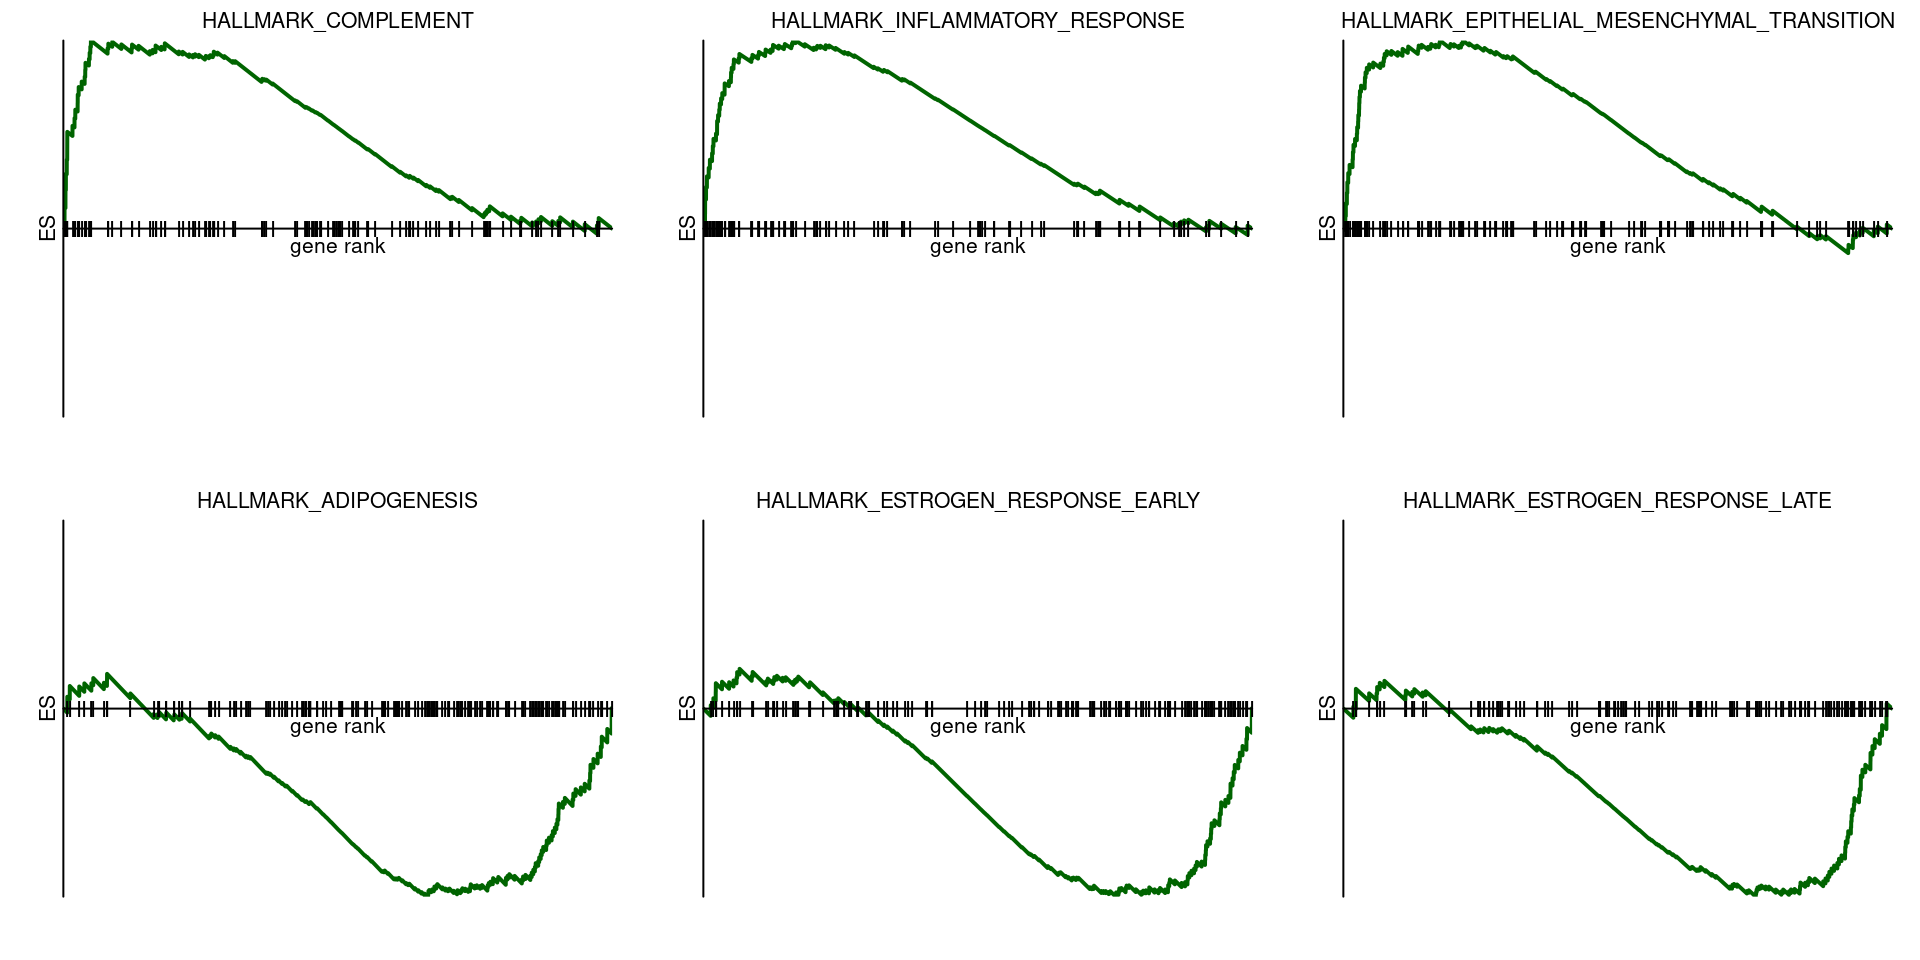 HALLMARK_COMPLEMENT
ES
gene rank
HALLMARK_INFLAMMATORY_RESPONSE
ES
gene rank
HALLMARK_EPITHELIAL_MESENCHYMAL_TRANSITION
ES
gene rank
HALLMARK_ADIPOGENESIS
ES
gene rank
HALLMARK_ESTROGEN_RESPONSE_EARLY
ES
gene rank
HALLMARK_ESTROGEN_RESPONSE_LATE
ES
gene rank